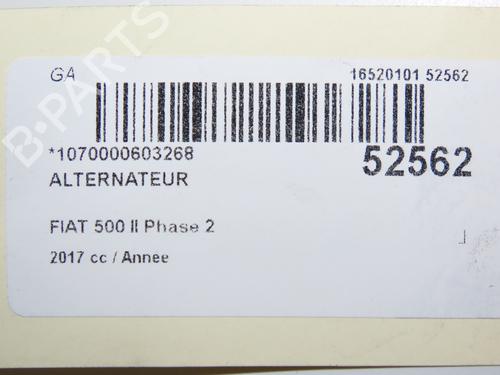 GA 16520101 52562
*1070000603268 52562
ALTERNATEUR
FIAT 500 II Phase 2
2017 cc / Annee
B-PARTS